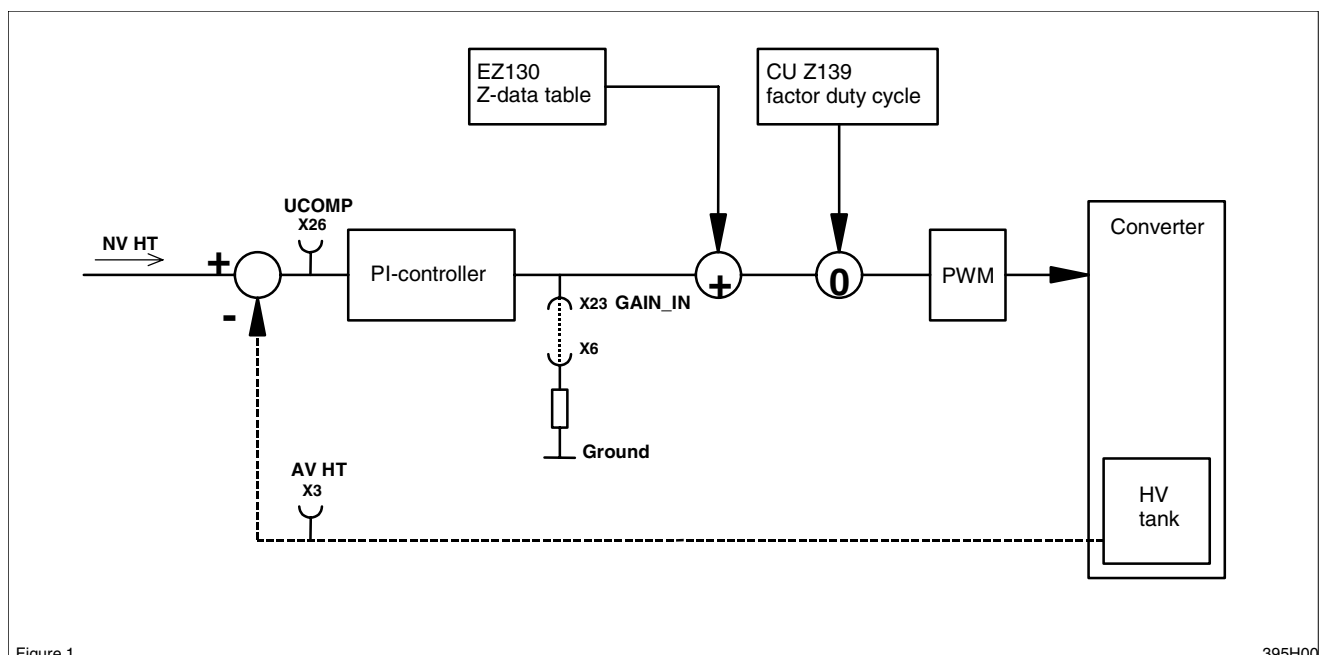 EZ130
Z-data table
CU Z139
factor duty cycle
UCOMP
X26
NV HT
+
-
PI-controller
+
0
PWM
Converter
X23 GAIN_IN
X6
Ground
AV HT
X3
HV
tank
Figure 1
395H00